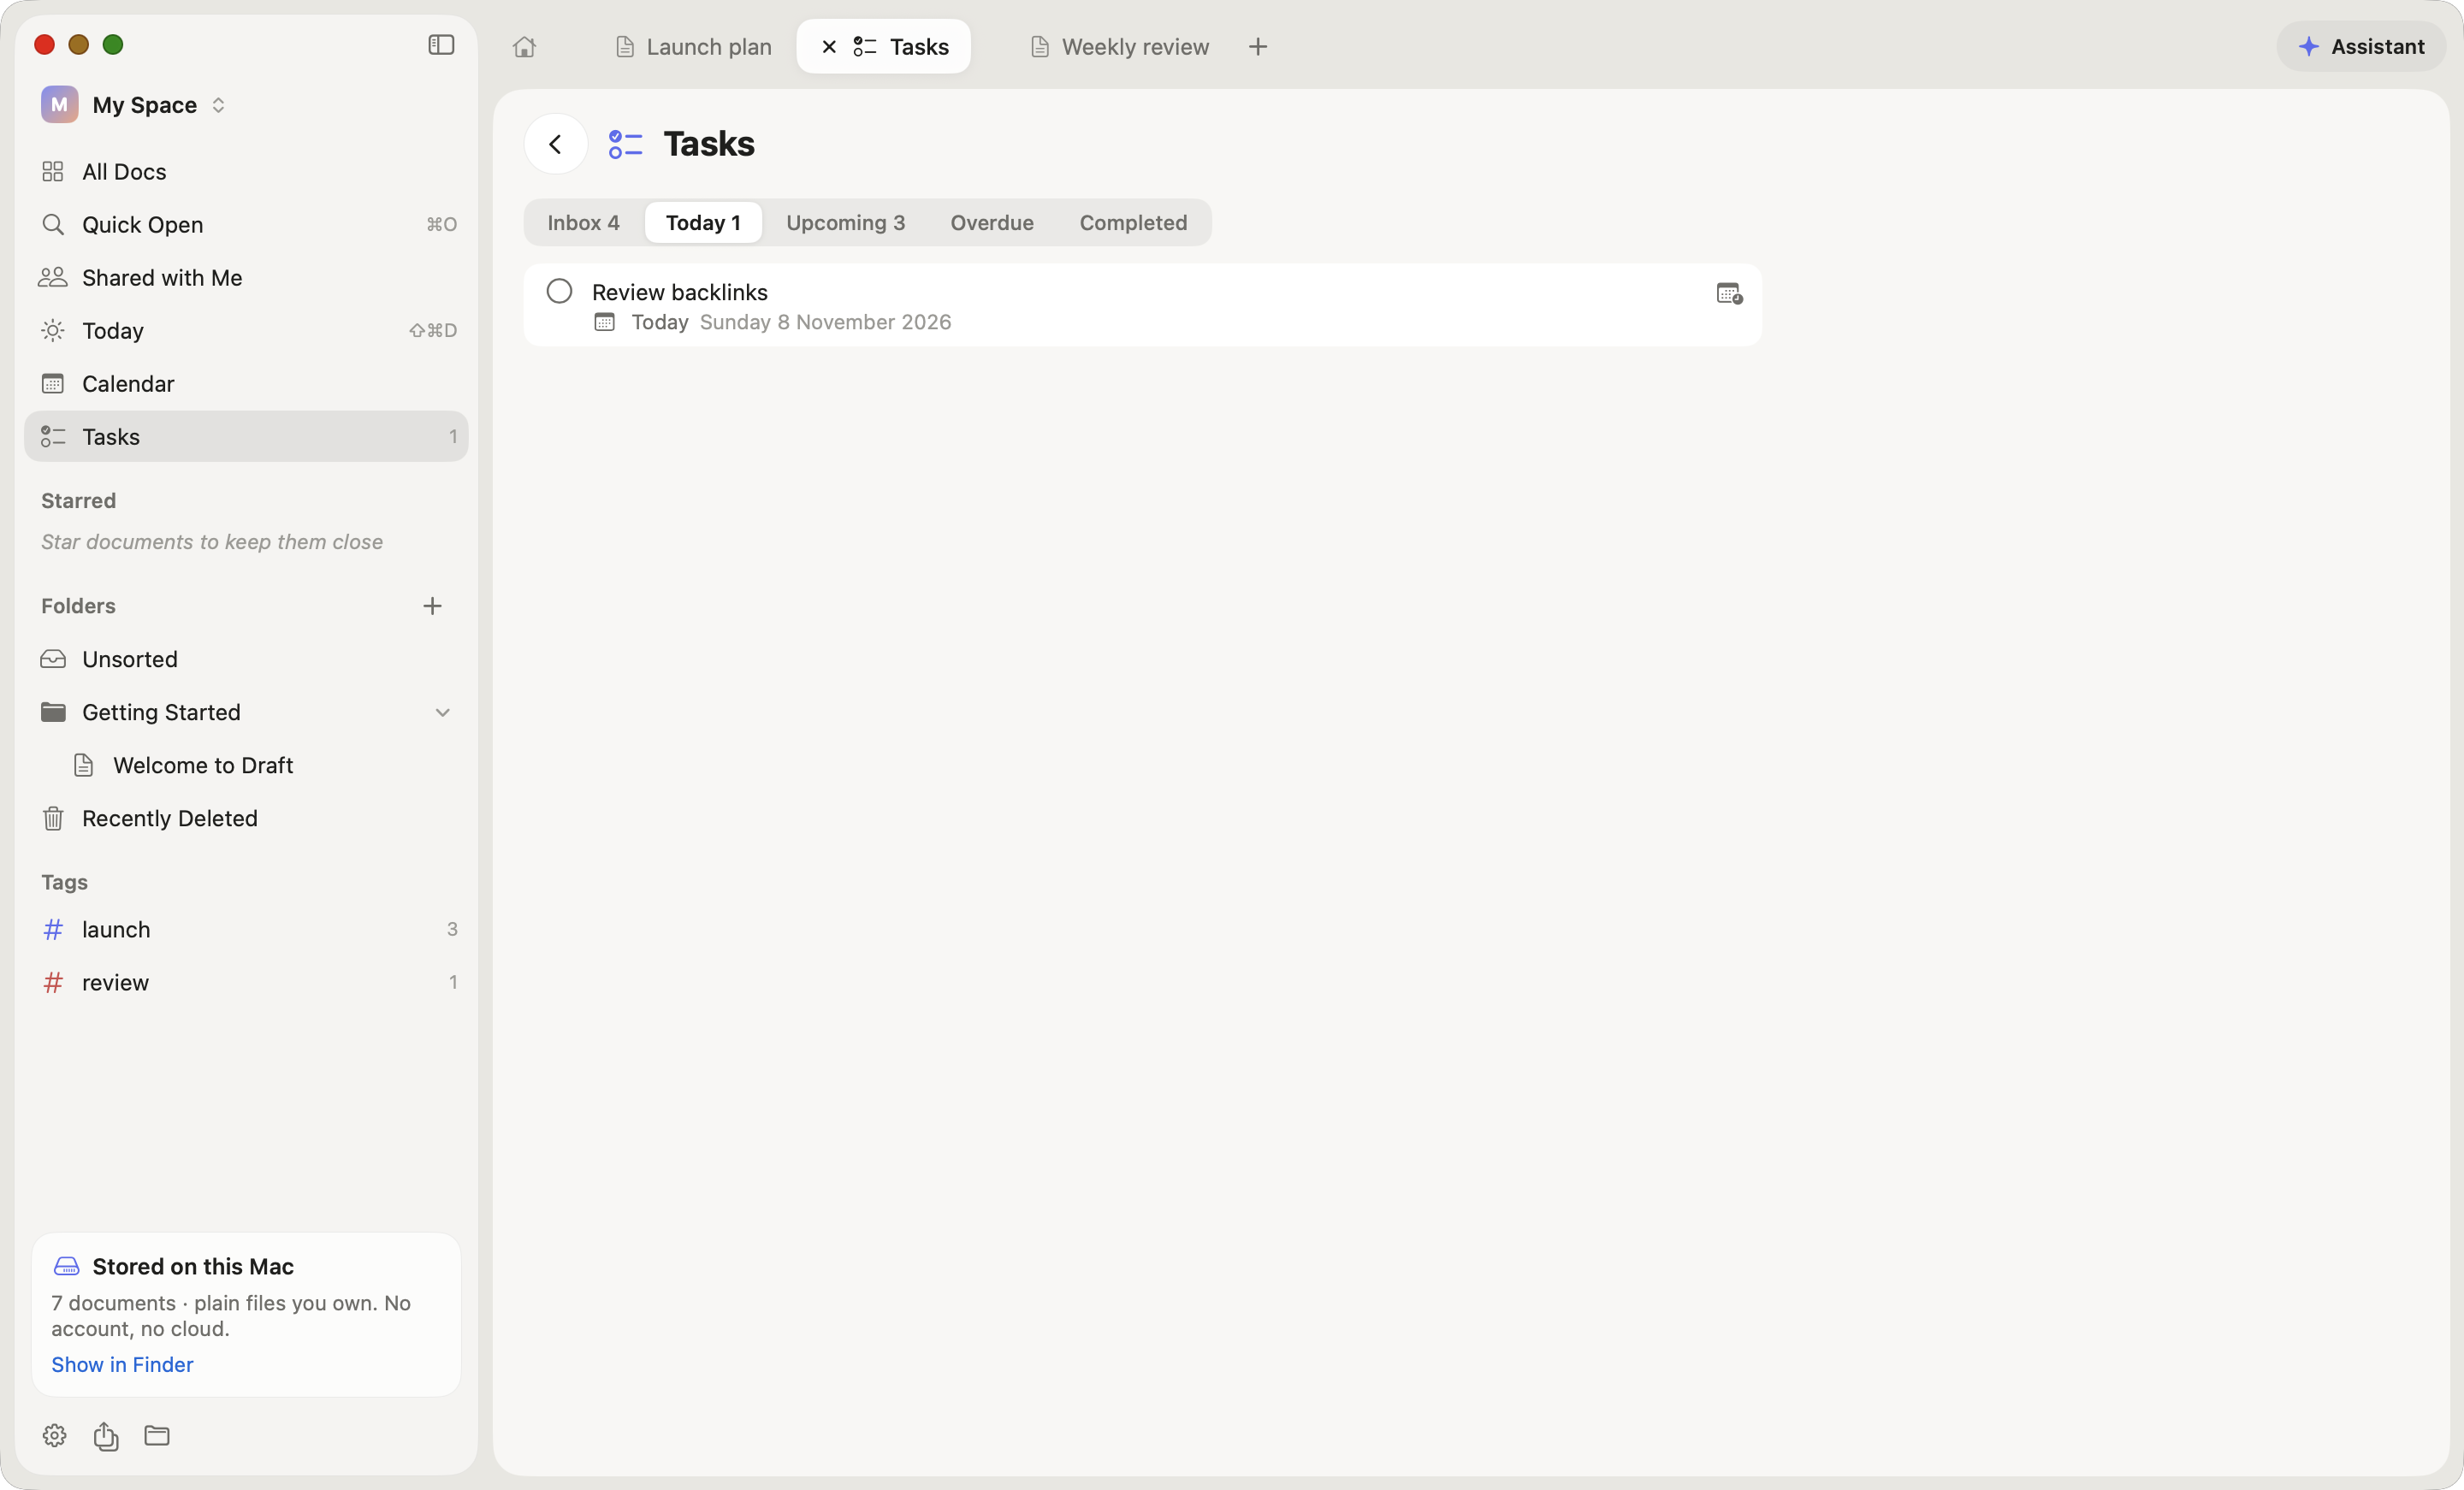 Launch plan
Tasks
Weekly review
Assistant
M
My Space
All Docs
Quick Open ⌘O
Shared with Me
Today ⇧⌘D
Calendar
Tasks 1
Starred
Star documents to keep them close
Folders
Unsorted
Getting Started
Welcome to Draft
Recently Deleted
Tags
# launch 3
# review 1
Stored on this Mac
7 documents · plain files you own. No
account, no cloud.
Show in Finder
Tasks
Inbox 4 Today 1 Upcoming 3 Overdue Completed
Review backlinks
Today Sunday 8 November 2026